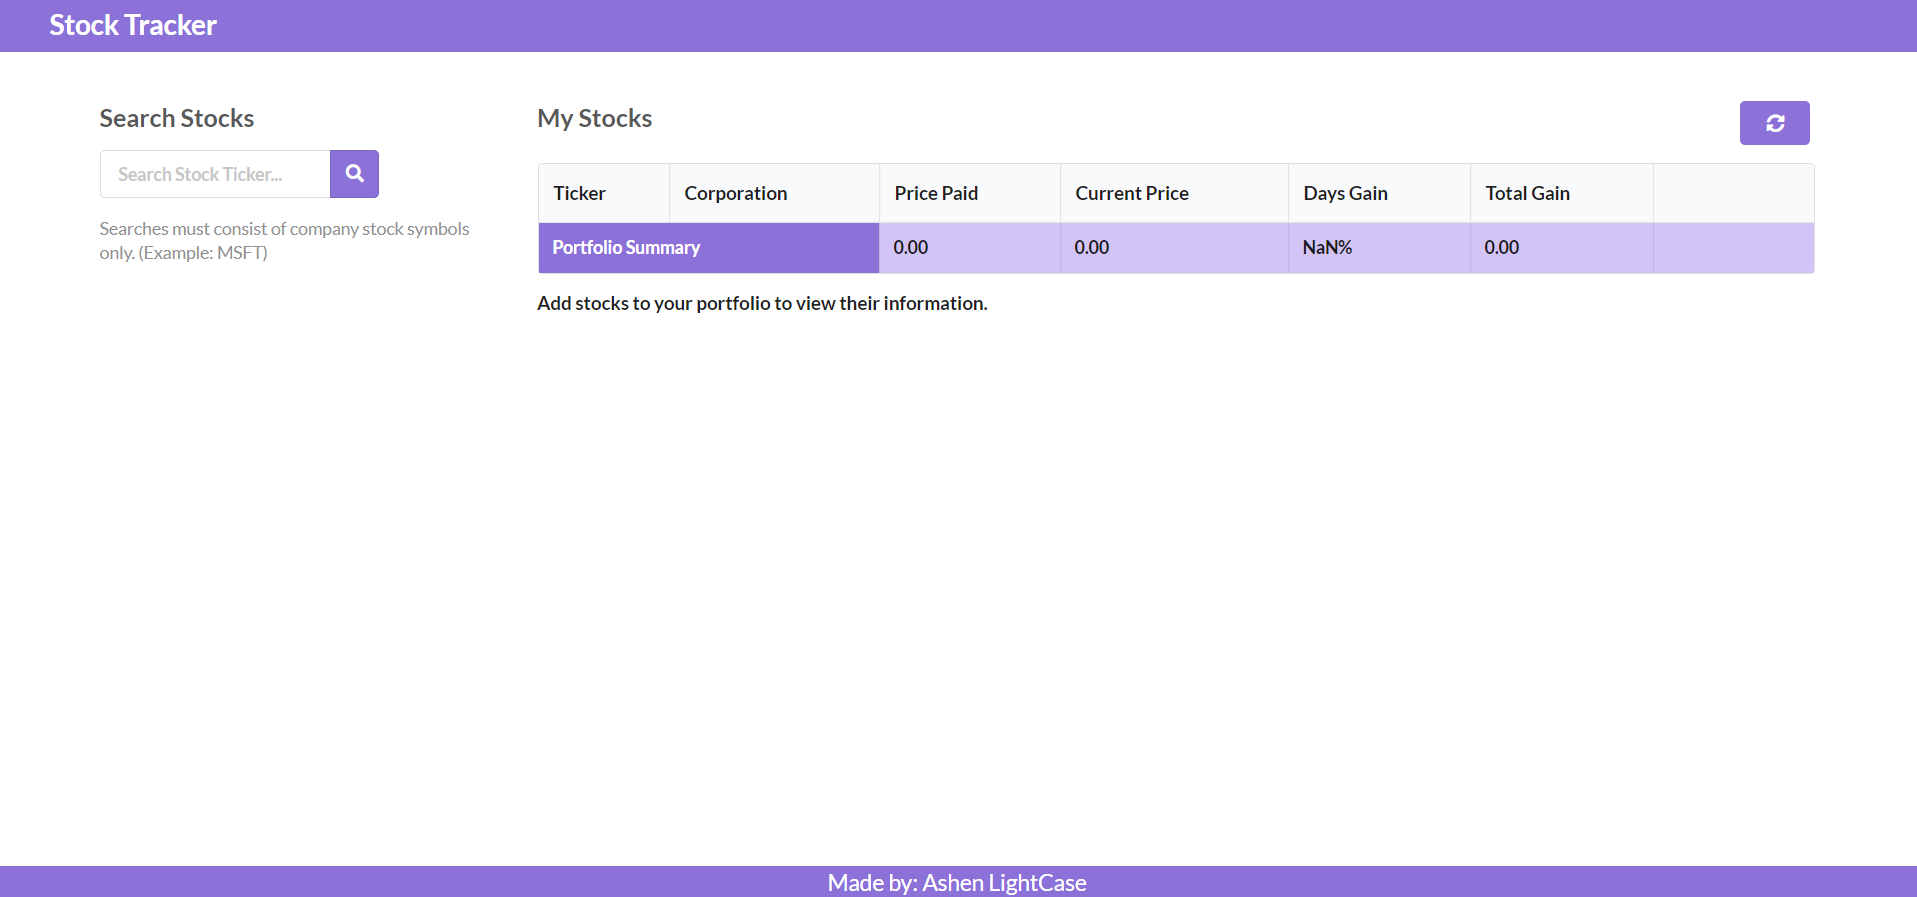 Stock Tracker
Search Stocks
Search Stock Ticker...
Searches must consist of company stock symbols
only. (Example: MSFT)
My Stocks
Ticker Corporation Price Paid Current Price Days Gain Total Gain
Portfolio Summary 0.00 0.00 NaN% 0.00
Add stocks to your portfolio to view their information.
Made by: Ashen LightCase